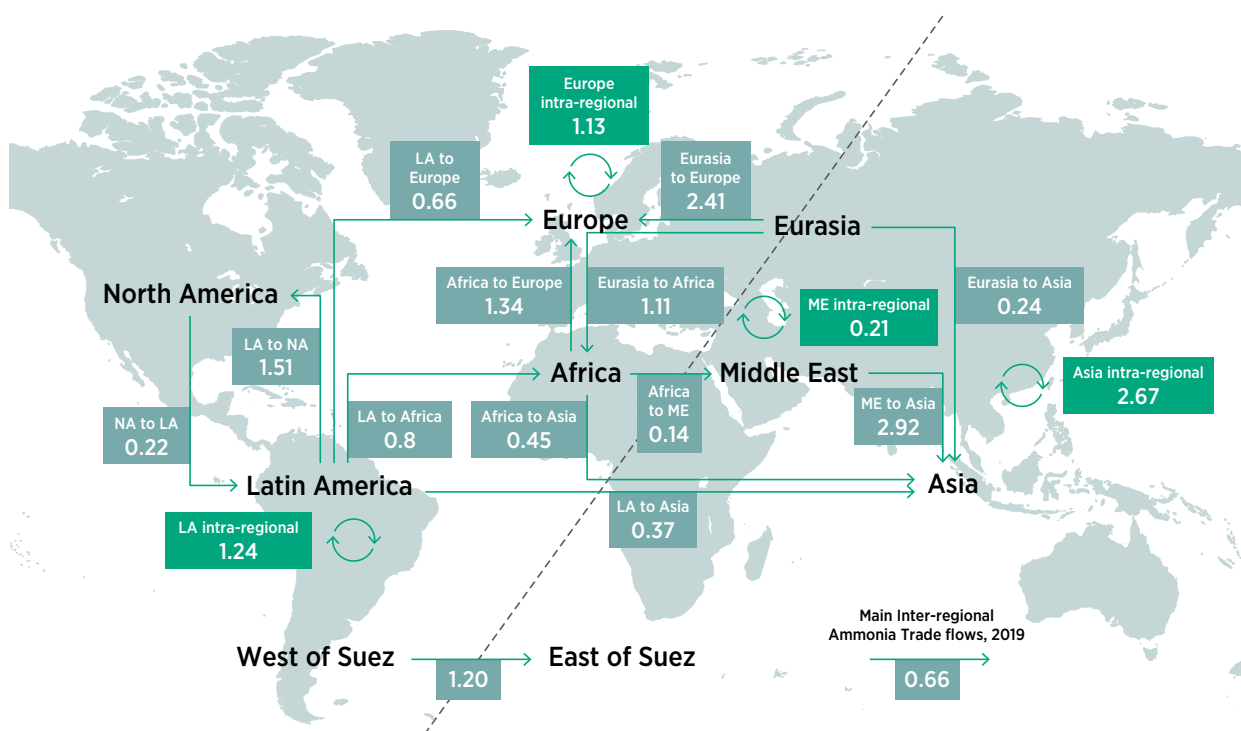 Europe
intra-regional
1.13
LA to
Europe
0.66
Eurasia
to Europe
2.41
Europe
Eurasia
North America
Africa to Europe
1.34
Eurasia to Africa
1.11
ME intra-regional
0.21
Eurasia to Asia
0.24
LA to NA
1.51
Africa
Middle East
Asia intra-regional
2.67
NA to LA
0.22
LA to Africa
0.8
Africa to Asia
0.45
Africa
to ME
0.14
ME to Asia
2.92
Latin America
Asia
LA to Asia
0.37
LA intra-regional
1.24
West of Suez
1.20
East of Suez
Main Inter-regional
Ammonia Trade flows, 2019
0.66